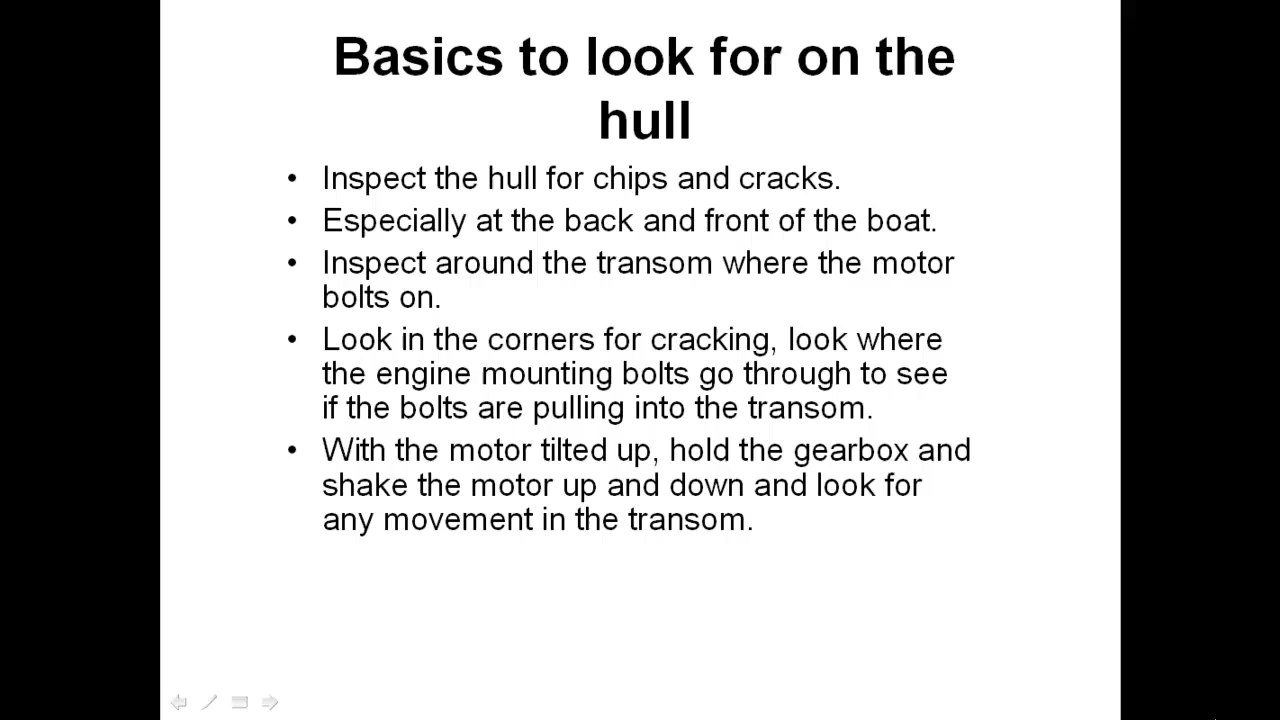 Basics to look for on the
hull
• Inspect the hull for chips and cracks.
• Especially at the back and front of the boat.
• Inspect around the transom where the motor
bolts on.
• Look in the corners for cracking, look where
the engine mounting bolts go through to see
if the bolts are pulling into the transom.
• With the motor tilted up, hold the gearbox and
shake the motor up and down and look for
any movement in the transom.